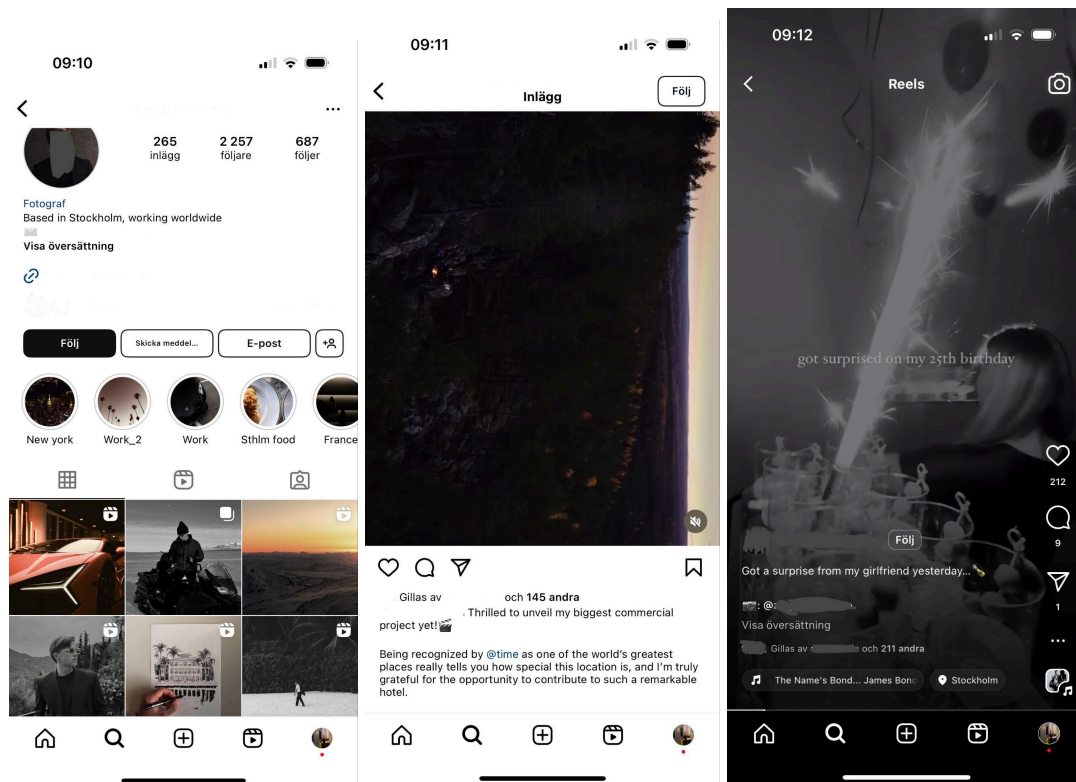 09:10
265
2 257
687
inlägg
följare
följer
Fotograf
Based in Stockholm, working worldwide
Visa översättning
Följ
Skicka meddel...
E-post
New york
Work_2
Work
Sthlm food
France
09:11
Inlägg
Följ
Gillas av
och 145 andra
Thrilled to unveil my biggest commercial
project yet!
Being recognized by @time as one of the world's greatest
places really tells you how special this location is, and I'm truly
grateful for the opportunity to contribute to such a remarkable
hotel.
09:12
Reels
got surprised on my 25th birthday
212
9
Följ
Got a surprise from my girlfriend yesterday...
1
: @
Visa översättning
Gillas av
och 211 andra
The Name's Bond... James Bond
Stockholm